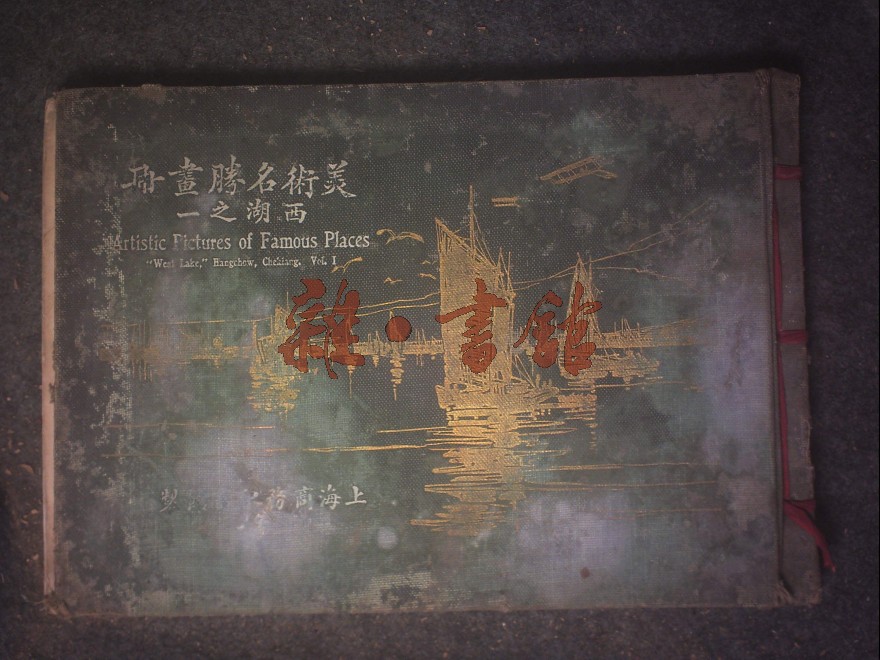 美術名勝畫冊
西湖之一
Artistic Pictures of Famous Places
"West Lake," Hangchow, Chekiang. Vol. I
雜·書館
上海商務 製